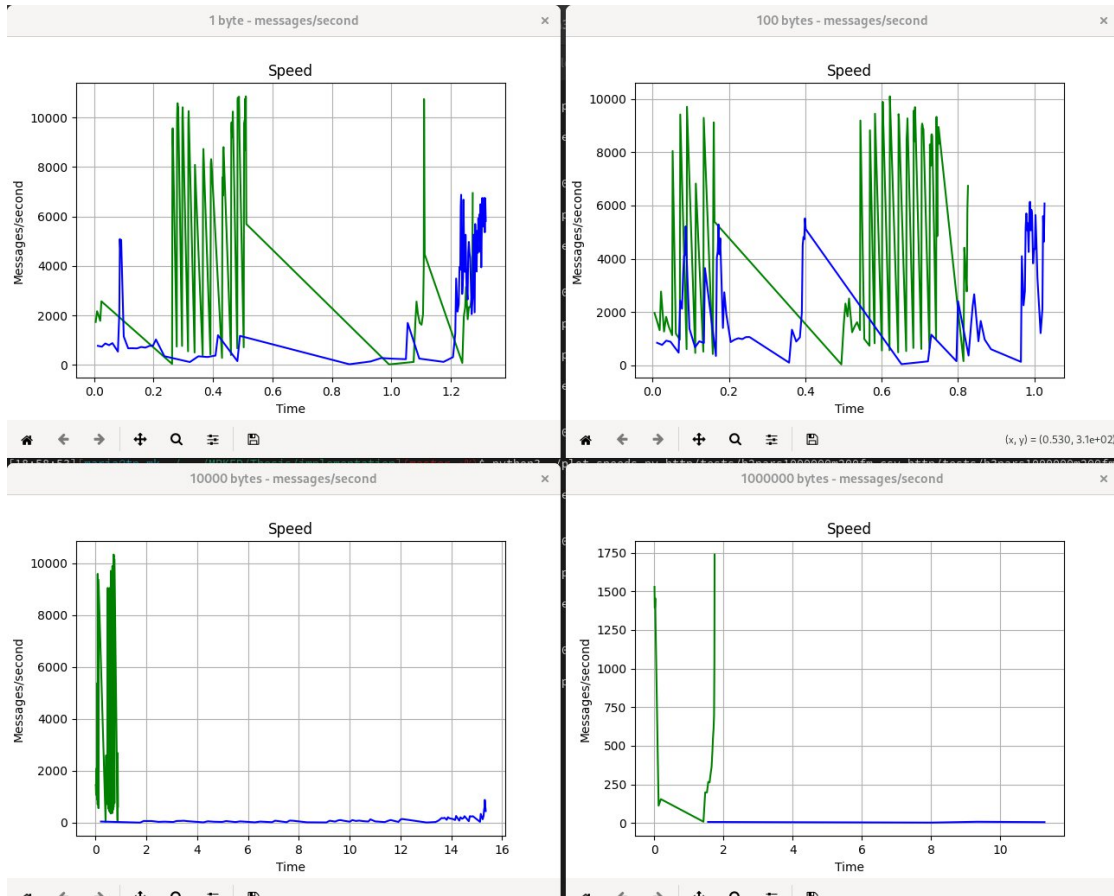 1 byte - messages/second ×
Speed
Messages/second
10000
8000
6000
4000
2000
0
0.0 0.2 0.4 0.6 0.8 1.0 1.2
Time
100 bytes - messages/second ×
Speed
Messages/second
10000
8000
6000
4000
2000
0
0.0 0.2 0.4 0.6 0.8 1.0
Time
(x, y) = (0.530, 3.1e+02)
10000 bytes - messages/second ×
Speed
Messages/second
10000
8000
6000
4000
2000
0
0 2 4 6 8 10 12 14 16
Time
1000000 bytes - messages/second ×
Speed
Messages/second
1750
1500
1250
1000
750
500
250
0
0 2 4 6 8 10
Time